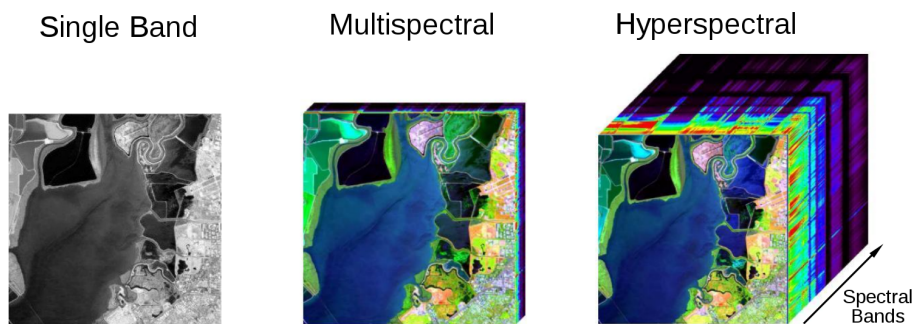 Single Band
Multispectral
Hyperspectral
Spectral
Bands